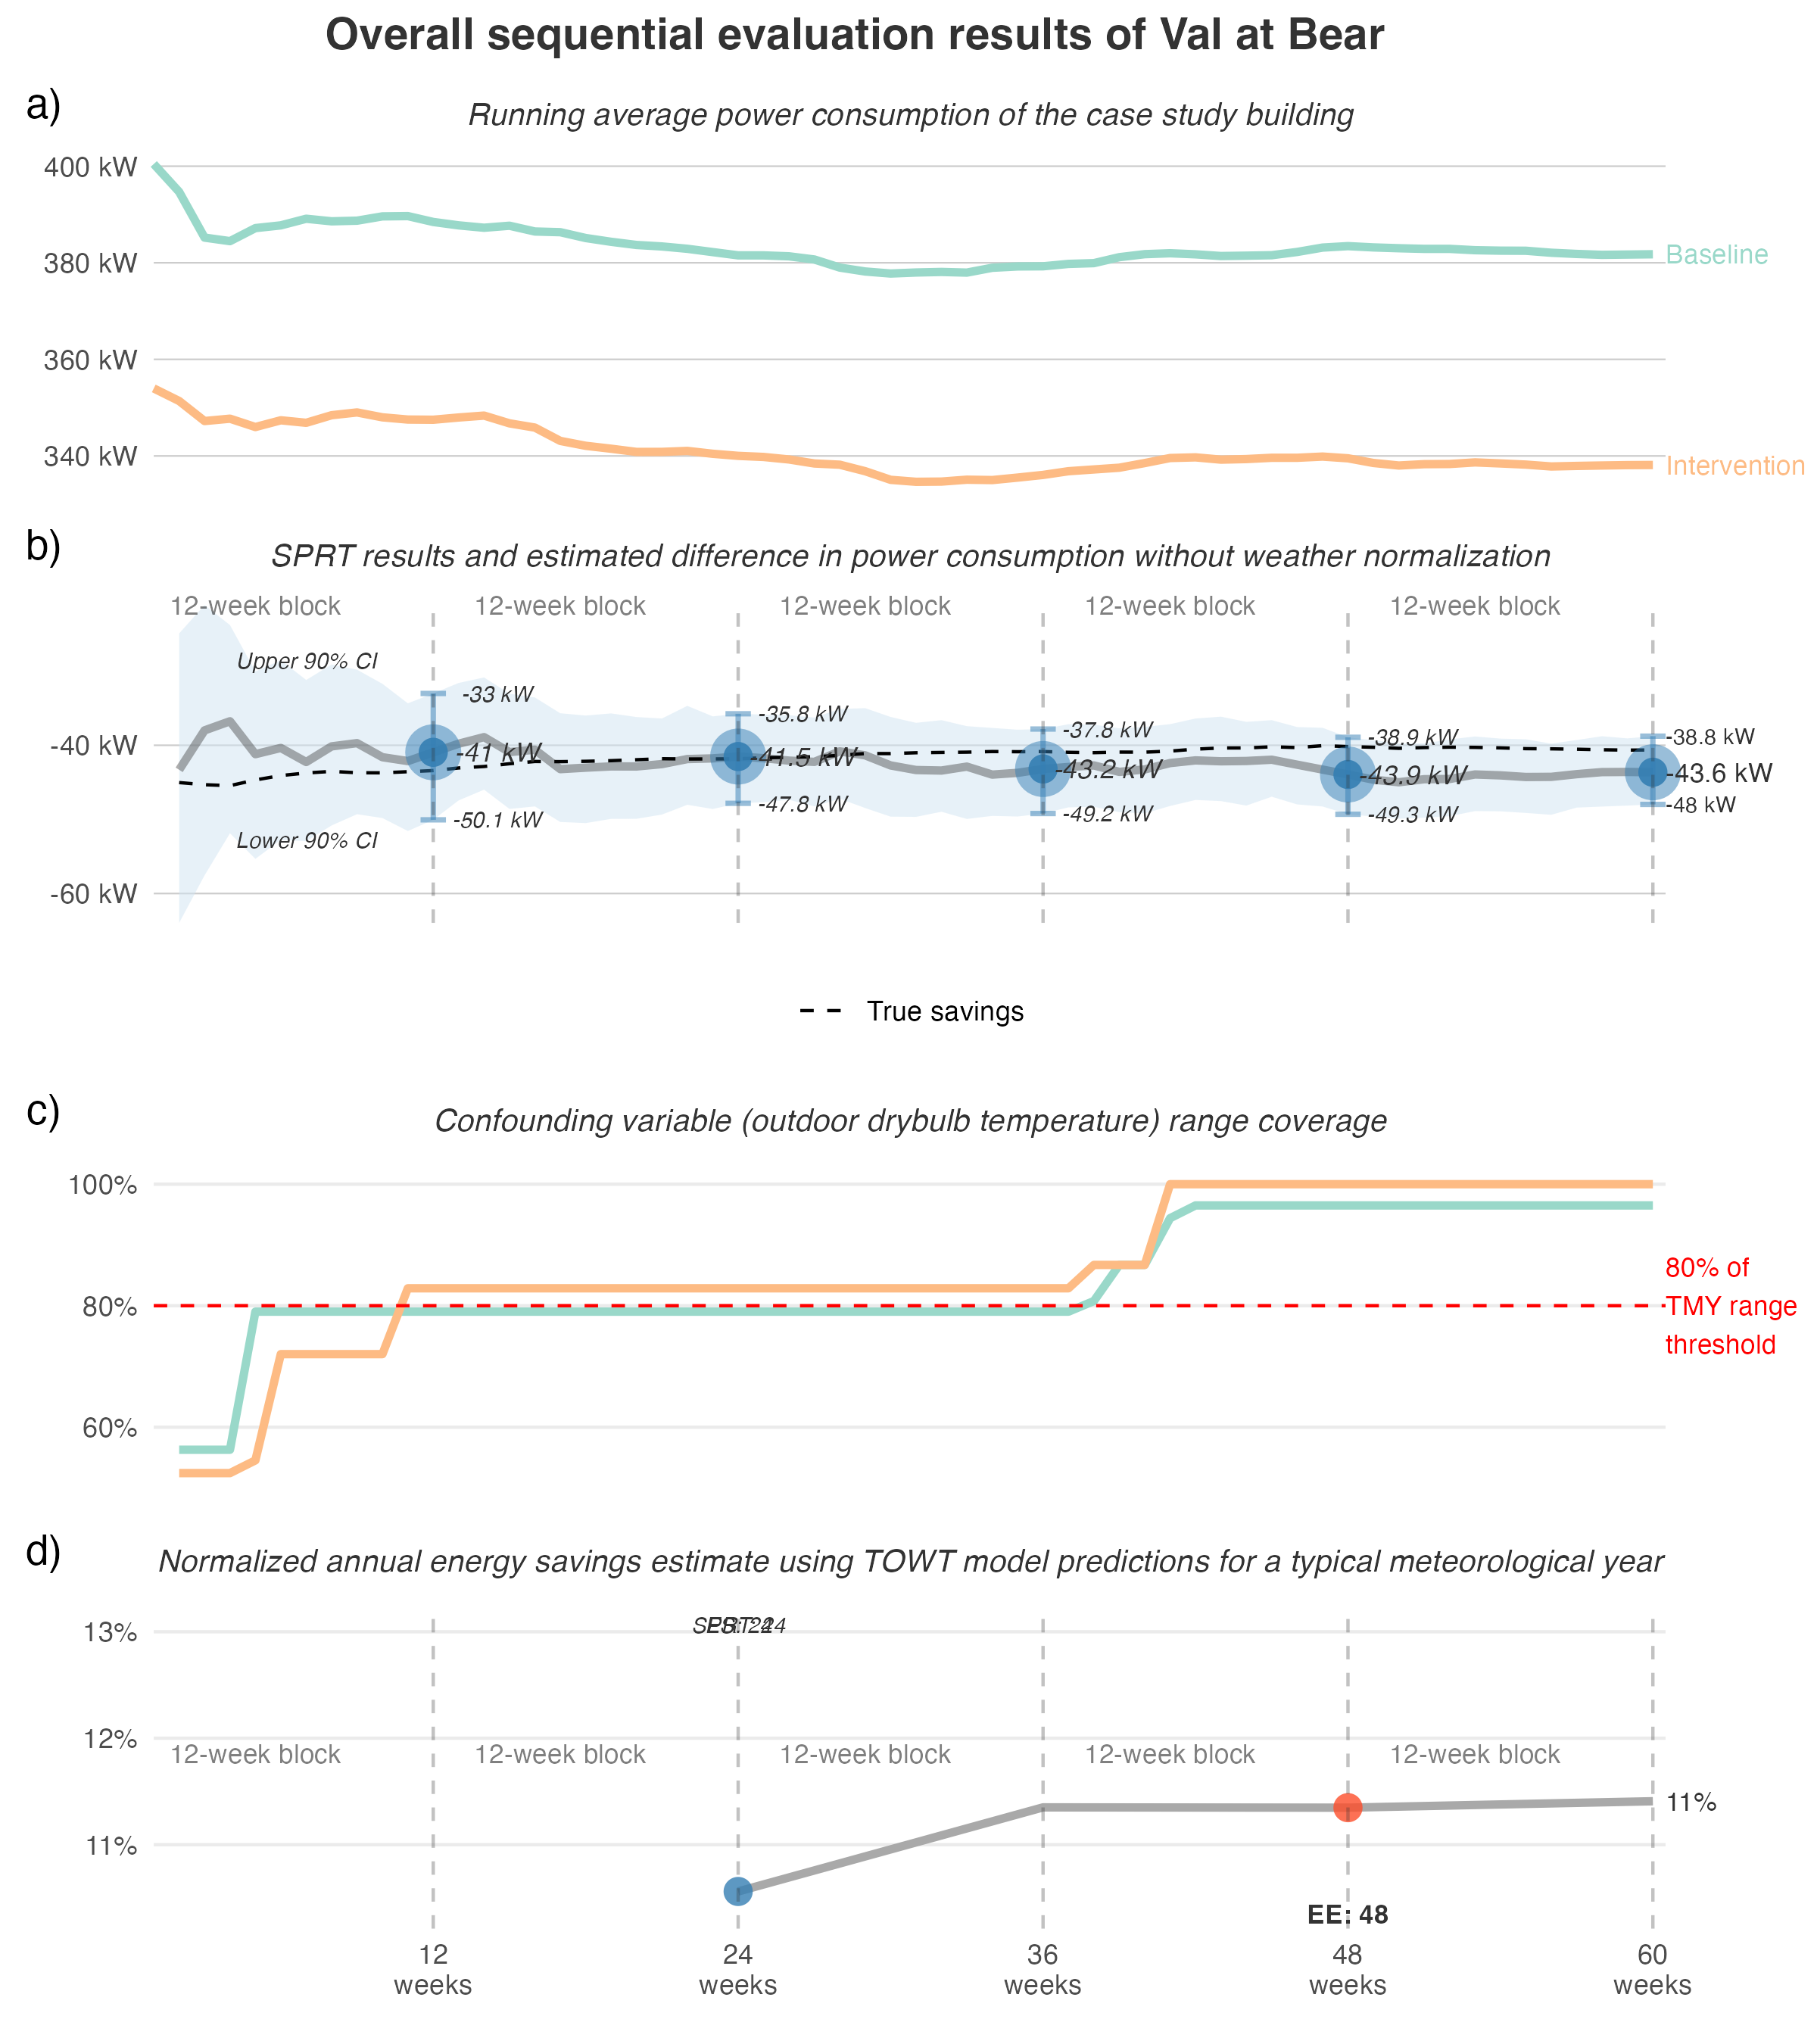 Overall sequential evaluation results of Val at Bear
a)
Running average power consumption of the case study building
400 kW
380 kW
360 kW
340 kW
Baseline
Intervention
b)
SPRT results and estimated difference in power consumption without weather normalization
12-week block 12-week block 12-week block 12-week block 12-week block
Upper 90% CI
Lower 90% CI
-40 kW
-60 kW
-33 kW
-41 kW
-50.1 kW
-35.8 kW
-41.5 kW
-47.8 kW
-37.8 kW
-43.2 kW
-49.2 kW
-38.9 kW
-43.9 kW
-49.3 kW
-38.8 kW
-43.6 kW
-48 kW
True savings
c)
Confounding variable (outdoor drybulb temperature) range coverage
100%
80%
60%
80% of
TMY range
threshold
d)
Normalized annual energy savings estimate using TOWT model predictions for a typical meteorological year
13%
12%
11%
12-week block 12-week block 12-week block 12-week block 12-week block
11%
EE: 48
12 weeks
24 weeks
36 weeks
48 weeks
60 weeks